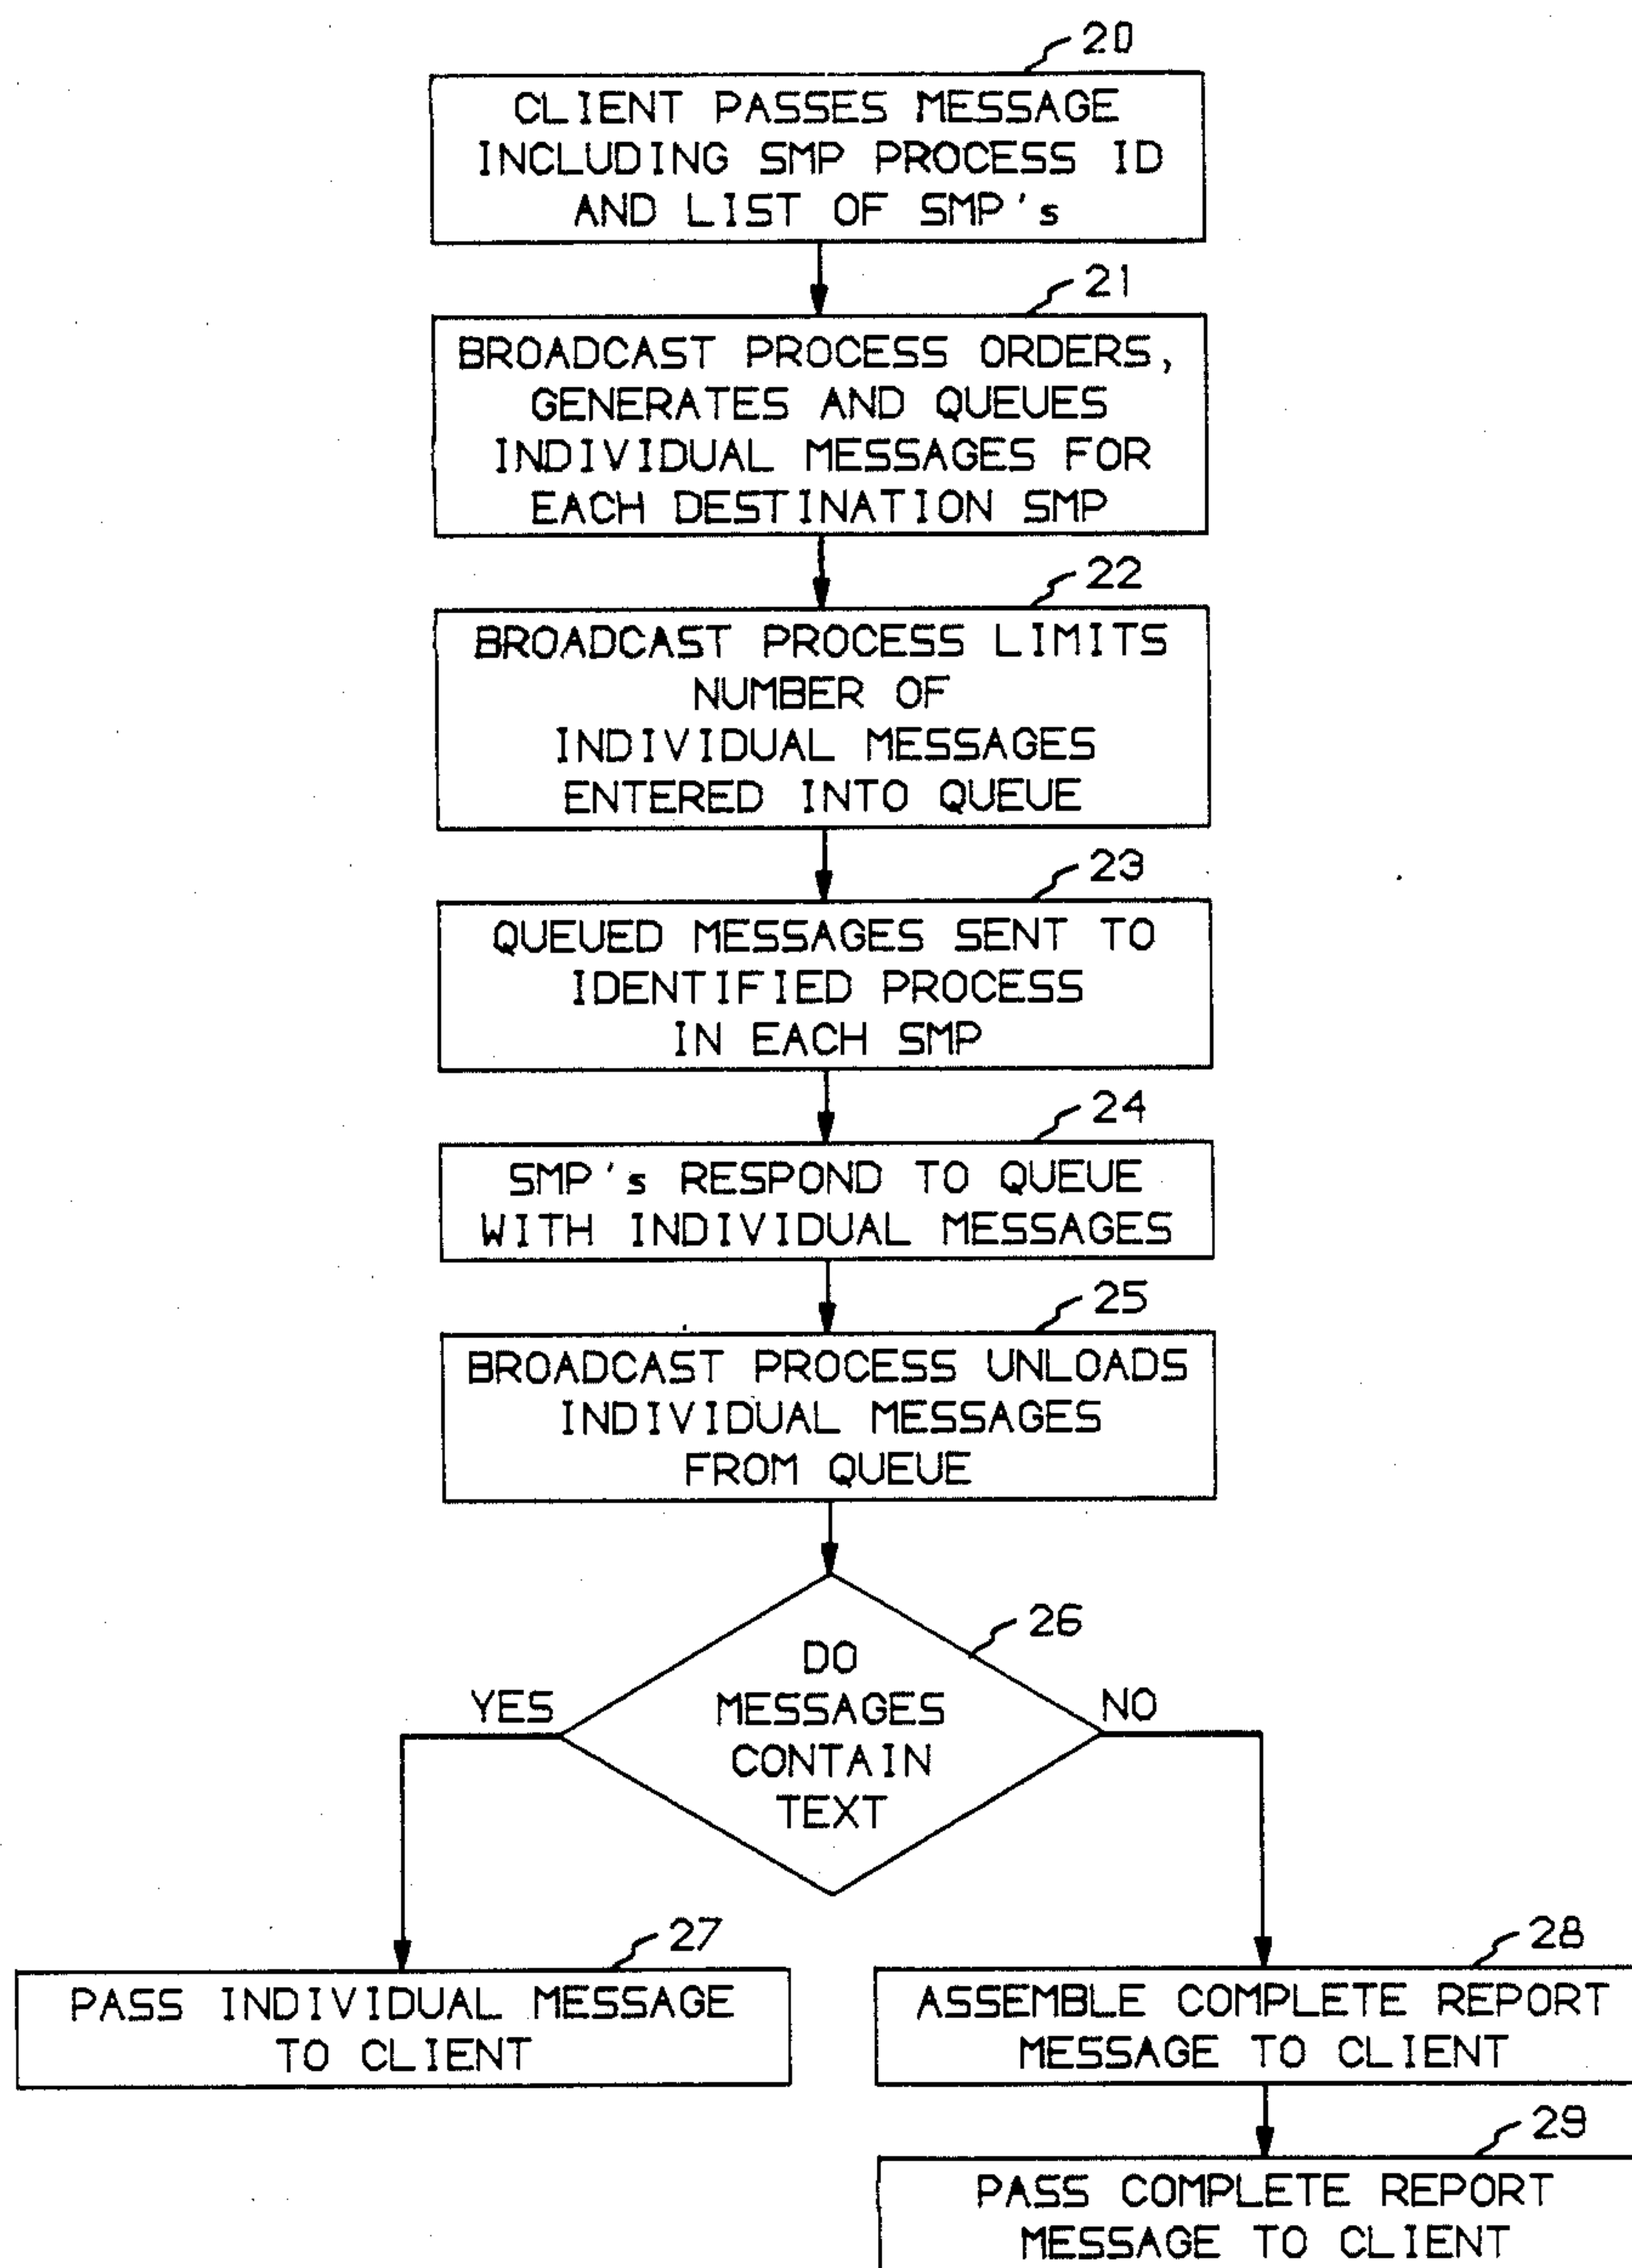 20
CLIENT PASSES MESSAGE
INCLUDING SMP PROCESS ID
AND LIST OF SMP's
21
BROADCAST PROCESS ORDERS,
GENERATES AND QUEUES
INDIVIDUAL MESSAGES FOR
EACH DESTINATION SMP
22
BROADCAST PROCESS LIMITS
NUMBER OF
INDIVIDUAL MESSAGES
ENTERED INTO QUEUE
23
QUEUED MESSAGES SENT TO
IDENTIFIED PROCESS
IN EACH SMP
24
SMP's RESPOND TO QUEUE
WITH INDIVIDUAL MESSAGES
25
BROADCAST PROCESS UNLOADS
INDIVIDUAL MESSAGES
FROM QUEUE
26
DO
MESSAGES
CONTAIN
TEXT
YES
NO
27
PASS INDIVIDUAL MESSAGE
TO CLIENT
28
ASSEMBLE COMPLETE REPORT
MESSAGE TO CLIENT
29
PASS COMPLETE REPORT
MESSAGE TO CLIENT